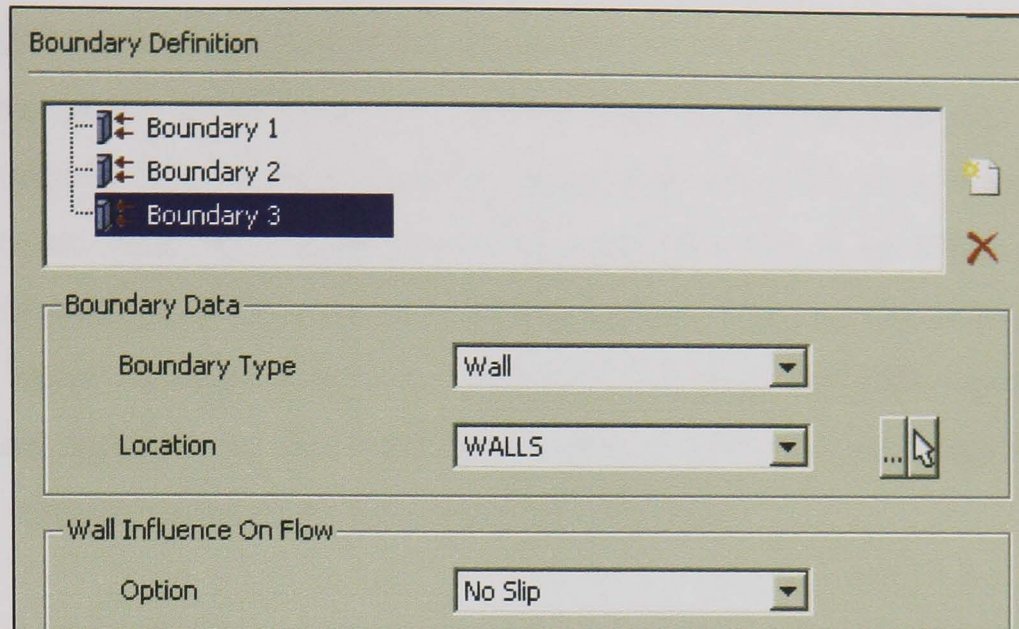 Boundary Definition
Boundary 1
Boundary 2
Boundary 3
Boundary Data
Boundary Type Wall
Location WALLS
...
Wall Influence On Flow
Option No Slip